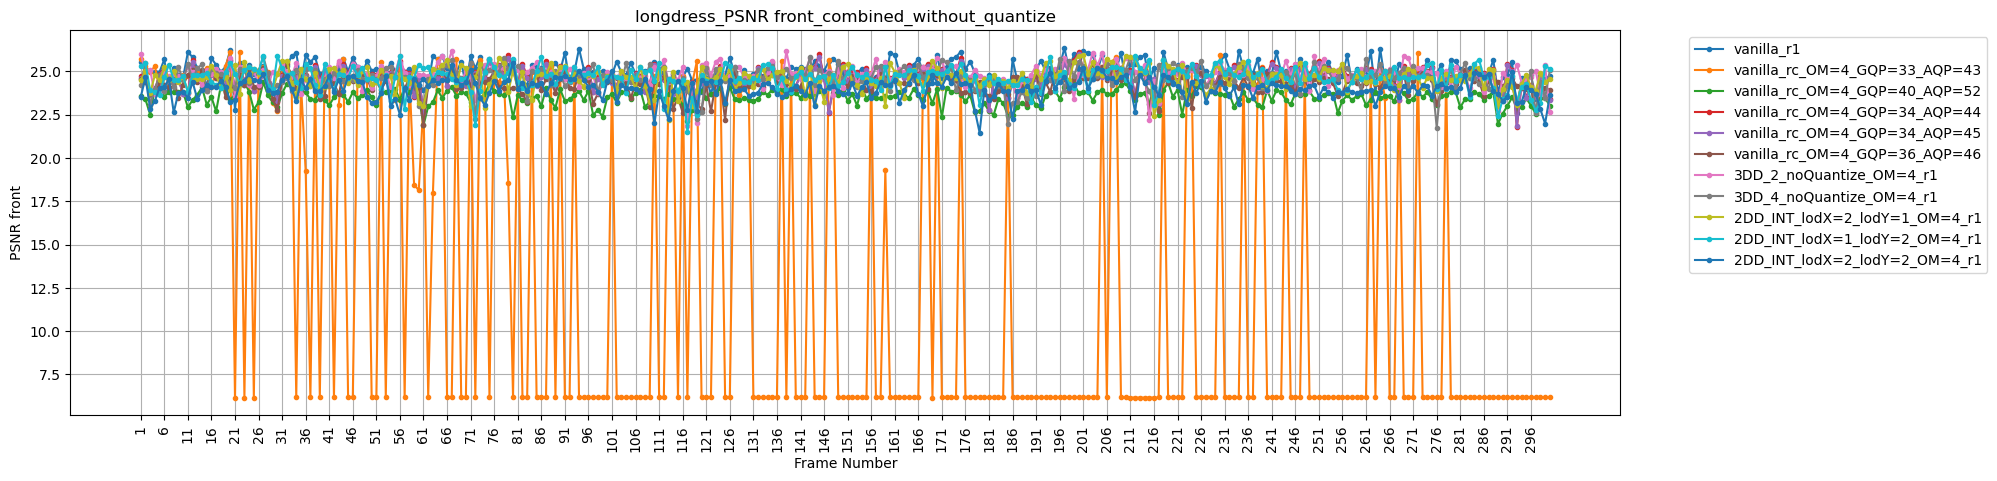 longdress_PSNR front_combined_without_quantize
PSNR front
25.0
22.5
20.0
17.5
15.0
12.5
10.0
7.5
1 6 11 16 21 26 31 36 41 46 51 56 61 66 71 76 81 86 91 96 101 106 111 116 121 126 131 136 141 146 151 156 161 166 171 176 181 186 191 196 201 206 211 216 221 226 231 236 241 246 251 256 261 266 271 276 281 286 291 296
Frame Number
vanilla_r1
vanilla_rc_OM=4_GQP=33_AQP=43
vanilla_rc_OM=4_GQP=40_AQP=52
vanilla_rc_OM=4_GQP=34_AQP=44
vanilla_rc_OM=4_GQP=34_AQP=45
vanilla_rc_OM=4_GQP=36_AQP=46
3DD_2_noQuantize_OM=4_r1
3DD_4_noQuantize_OM=4_r1
2DD_INT_lodX=2_lodY=1_OM=4_r1
2DD_INT_lodX=1_lodY=2_OM=4_r1
2DD_INT_lodX=2_lodY=2_OM=4_r1